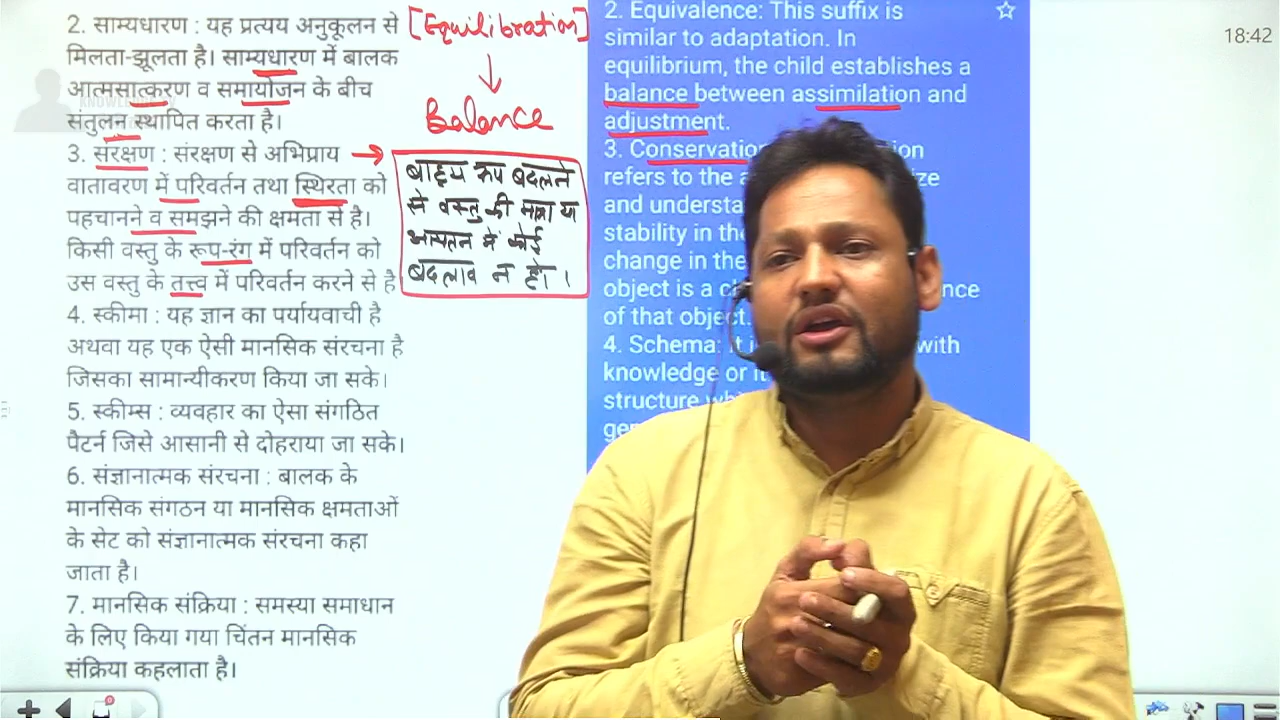 2. साम्यधारण : यह प्रत्यय अनुकूलन से
मिलता-झूलता है। साम्यधारण में बालक
आत्मसात्करण व समायोजन के बीच
संतुलन स्थापित करता है।
3. संरक्षण : संरक्षण से अभिप्राय
वातावरण में परिवर्तन तथा स्थिरता को
पहचानने व समझने की क्षमता से है।
किसी वस्तु के रूप-रंग में परिवर्तन को
उस वस्तु के तत्त्व में परिवर्तन करने से है
4. स्कीमा : यह ज्ञान का पर्यायवाची है
अथवा यह एक ऐसी मानसिक संरचना है
जिसका सामान्यीकरण किया जा सके।
5. स्कीम्स : व्यवहार का ऐसा संगठित
पैटर्न जिसे आसानी से दोहराया जा सके।
6. संज्ञानात्मक संरचना : बालक के
मानसिक संगठन या मानसिक क्षमताओं
के सेट को संज्ञानात्मक संरचना कहा
जाता है।
7. मानसिक संक्रिया : समस्या समाधान
के लिए किया गया चिंतन मानसिक
संक्रिया कहलाता है।
[Equilibration]
Balance
बाह्य रूप बदलने
से वस्तु की मात्रा या
आयतन में कोई
बदलाव न हो।
2. Equivalence: This suffix is
similar to adaptation. In
equilibrium, the child establishes a
balance between assimilation and
adjustment.
3. Conservation
refers to the
and understa
stability in the
change in the
object is a
of that object.
4. Schema: with
knowledge or
structure
18:42